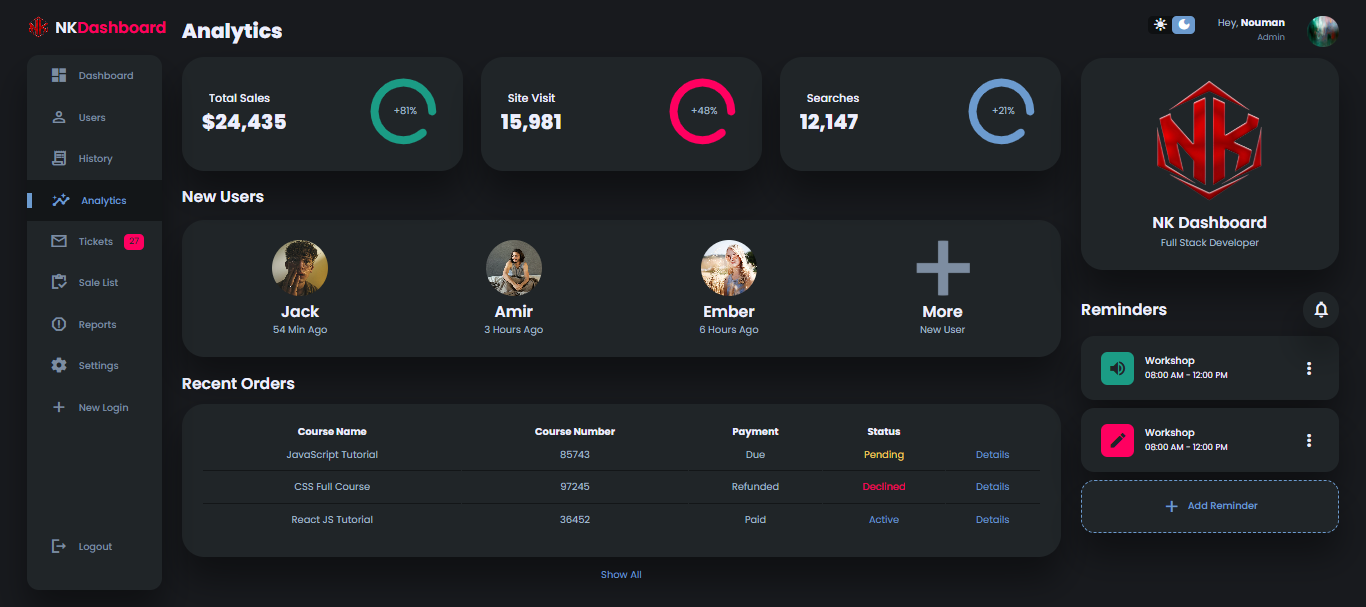 NKDashboard
Dashboard
Users
History
Analytics
Tickets 27
Sale List
Reports
Settings
New Login
Logout
Analytics
Total Sales
$24,435
+81%
Site Visit
15,981
+48%
Searches
12,147
+21%
New Users
Jack
54 Min Ago
Amir
3 Hours Ago
Ember
6 Hours Ago
More
New User
Recent Orders
Course Name Course Number Payment Status
JavaScript Tutorial 85743 Due Pending Details
CSS Full Course 97245 Refunded Declined Details
React JS Tutorial 36452 Paid Active Details
Show All
Hey, Nouman
Admin
NK
NK Dashboard
Full Stack Developer
Reminders
Workshop
08:00 AM - 12:00 PM
Workshop
08:00 AM - 12:00 PM
Add Reminder